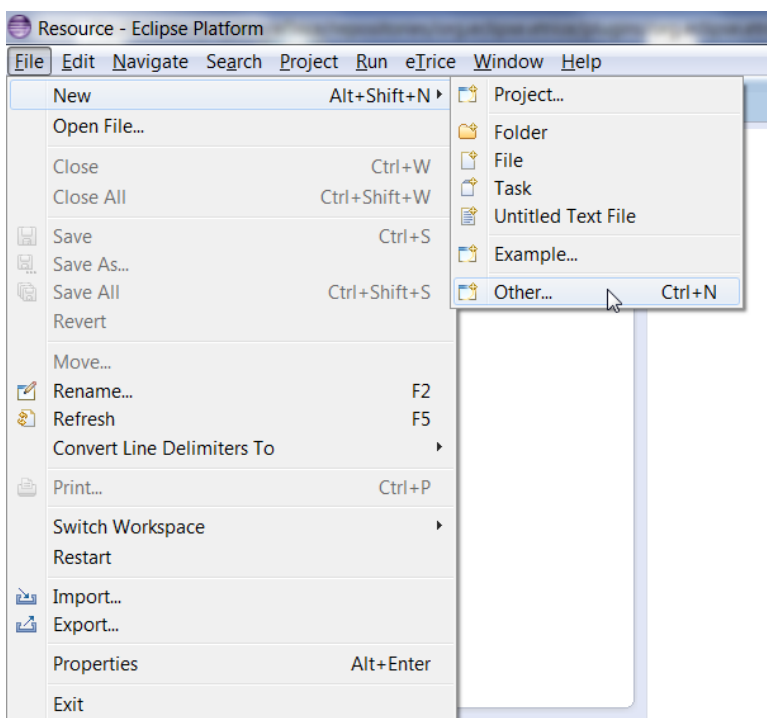 Resource - Eclipse Platform
File Edit Navigate Search Project Run eTrice Window Help
New Alt+Shift+N
Open File...
Close Ctrl+W
Close All Ctrl+Shift+W
Save Ctrl+S
Save As...
Save All Ctrl+Shift+S
Revert
Move...
Rename... F2
Refresh F5
Convert Line Delimiters To
Print... Ctrl+P
Switch Workspace
Restart
Import...
Export...
Properties Alt+Enter
Exit
Project...
Folder
File
Task
Untitled Text File
Example...
Other... Ctrl+N